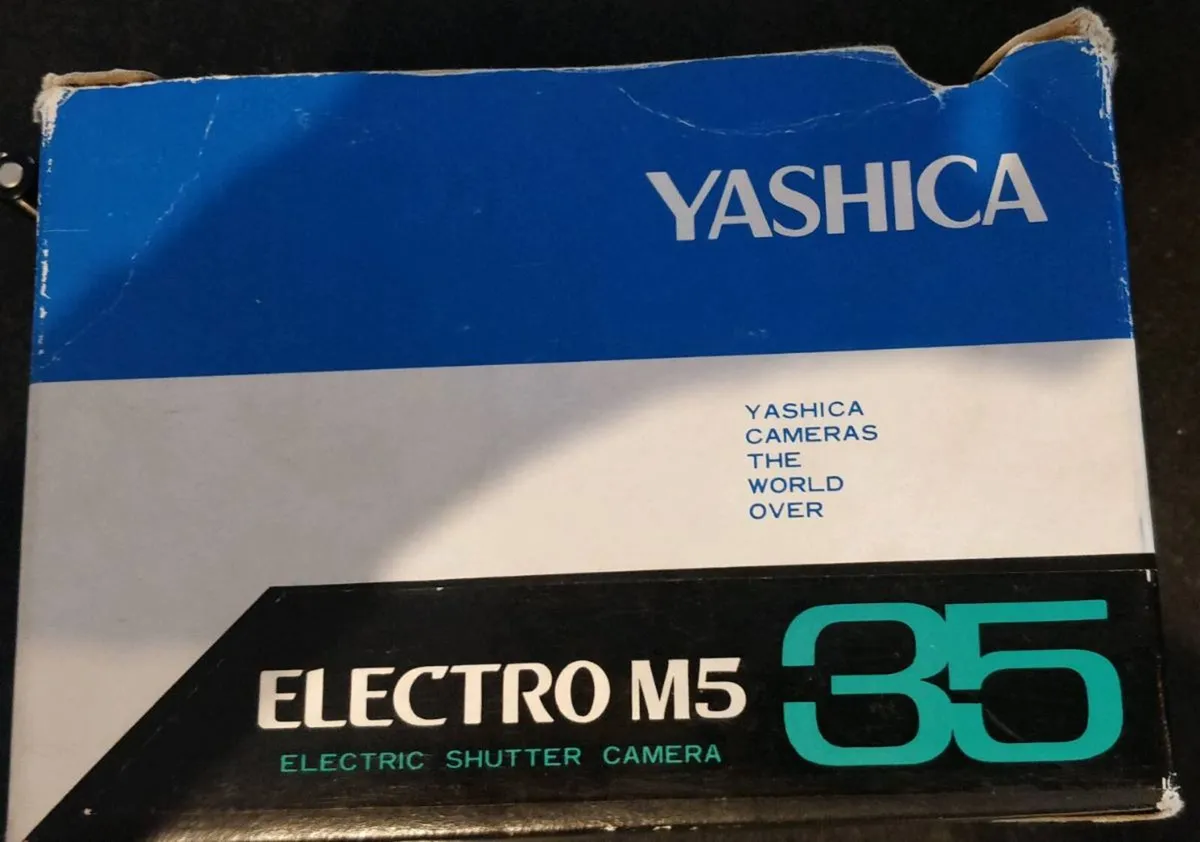 YASHICA
YASHICA
CAMERAS
THE
WORLD
OVER
ELECTRO M5 35
ELECTRIC SHUTTER CAMERA